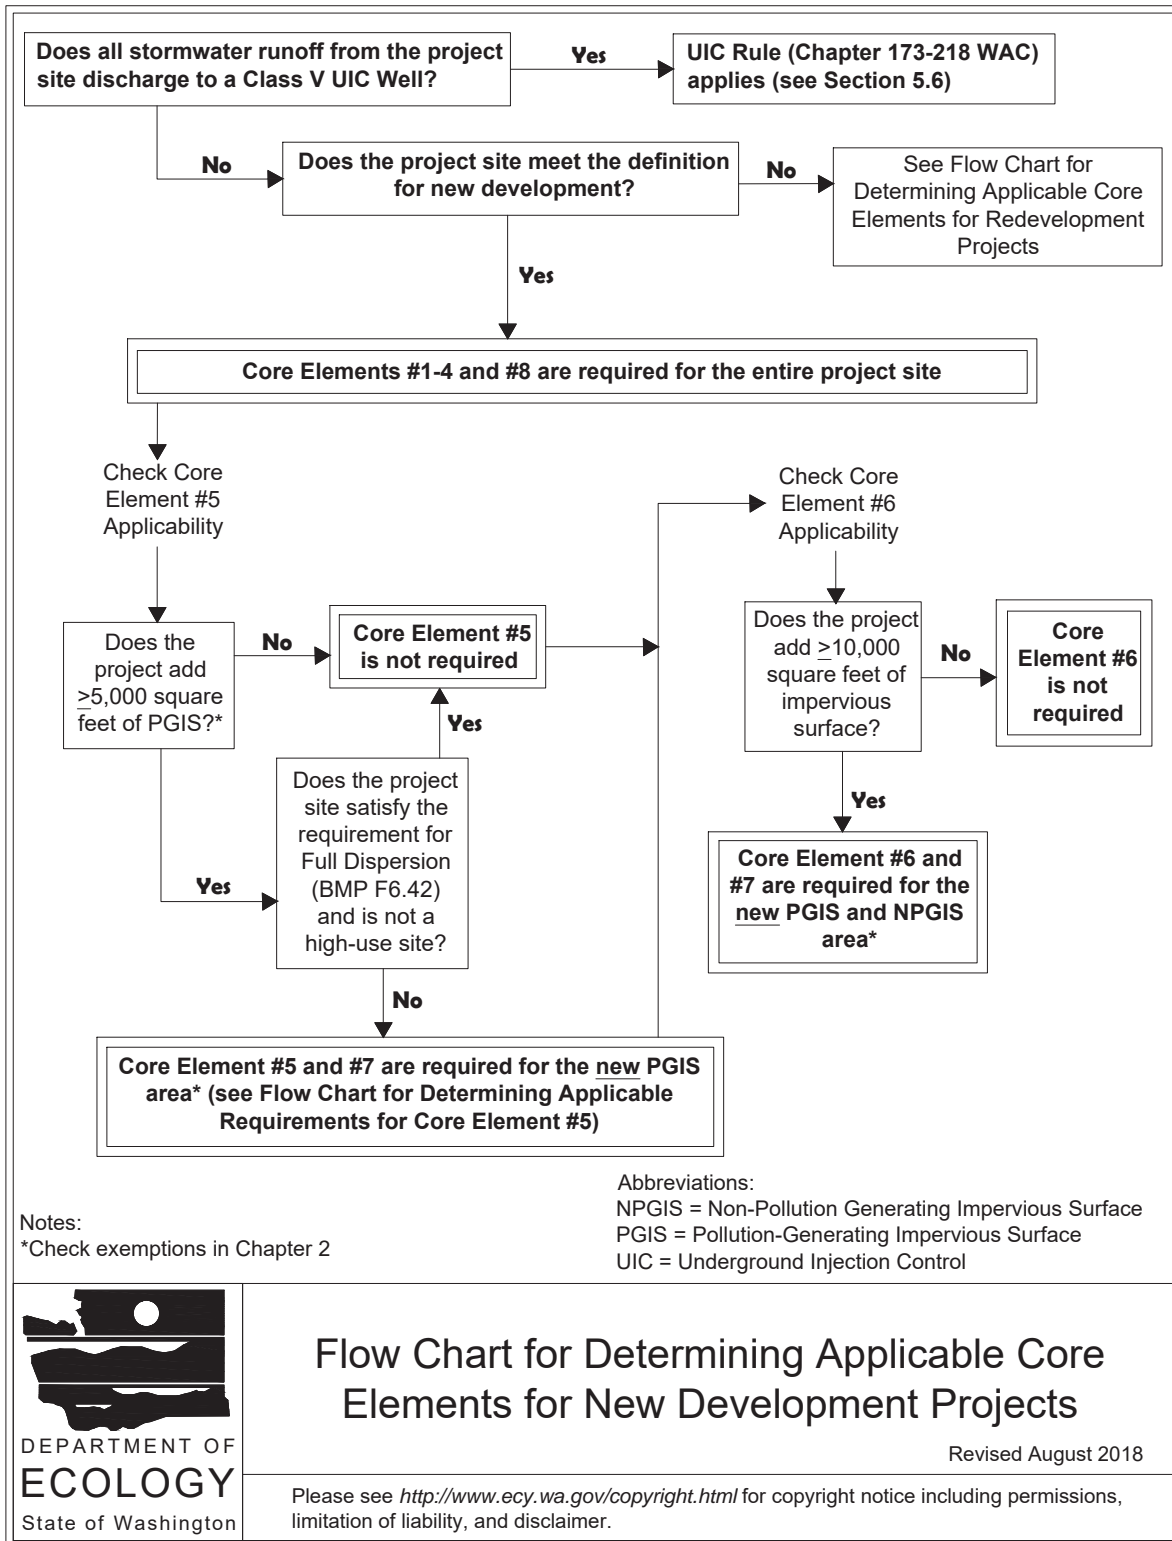 Does all stormwater runoff from the project
site discharge to a Class V UIC Well?
Yes
UIC Rule (Chapter 173-218 WAC)
applies (see Section 5.6)
No
Does the project site meet the definition
for new development?
No
See Flow Chart for
Determining Applicable Core
Elements for Redevelopment
Projects
Yes
Core Elements #1-4 and #8 are required for the entire project site
Check Core
Element #5
Applicability
Does the
project add
≥5,000 square
feet of PGIS?*
No
Core Element #5
is not required
Yes
Yes
Does the project
site satisfy the
requirement for
Full Dispersion
(BMP F6.42)
and is not a
high-use site?
No
Core Element #5 and #7 are required for the new PGIS
area* (see Flow Chart for Determining Applicable
Requirements for Core Element #5)
Check Core
Element #6
Applicability
Does the project
add ≥10,000
square feet of
impervious
surface?
No
Core
Element #6
is not
required
Yes
Core Element #6 and
#7 are required for the
new PGIS and NPGIS
area*
Notes:
*Check exemptions in Chapter 2
Abbreviations:
NPGIS = Non-Pollution Generating Impervious Surface
PGIS = Pollution-Generating Impervious Surface
UIC = Underground Injection Control
DEPARTMENT OF
ECOLOGY
State of Washington
Flow Chart for Determining Applicable Core
Elements for New Development Projects
Revised August 2018
Please see http://www.ecy.wa.gov/copyright.html for copyright notice including permissions,
limitation of liability, and disclaimer.